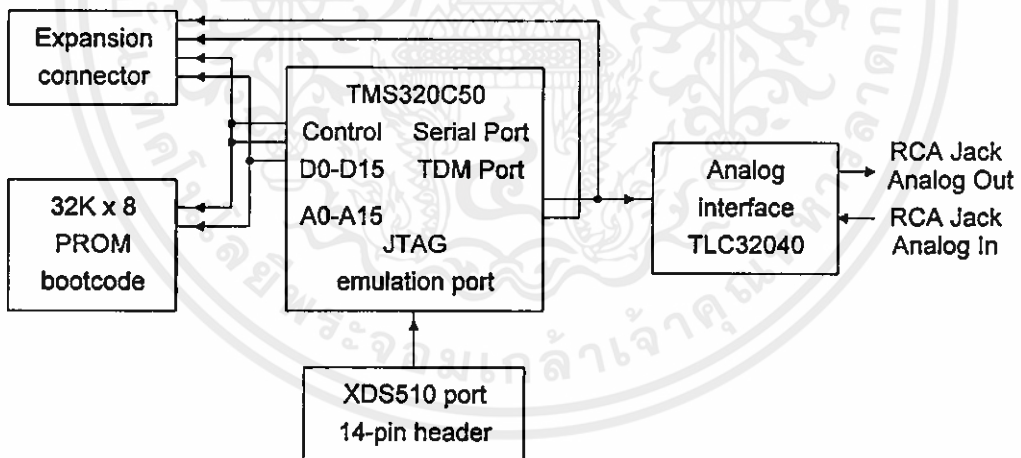 Expansion
connector
TMS320C50
Control Serial Port
D0-D15 TDM Port
A0-A15
JTAG
emulation port
32K x 8
PROM
bootcode
Analog
interface
TLC32040
RCA Jack
Analog Out
RCA Jack
Analog In
XDS510 port
14-pin header